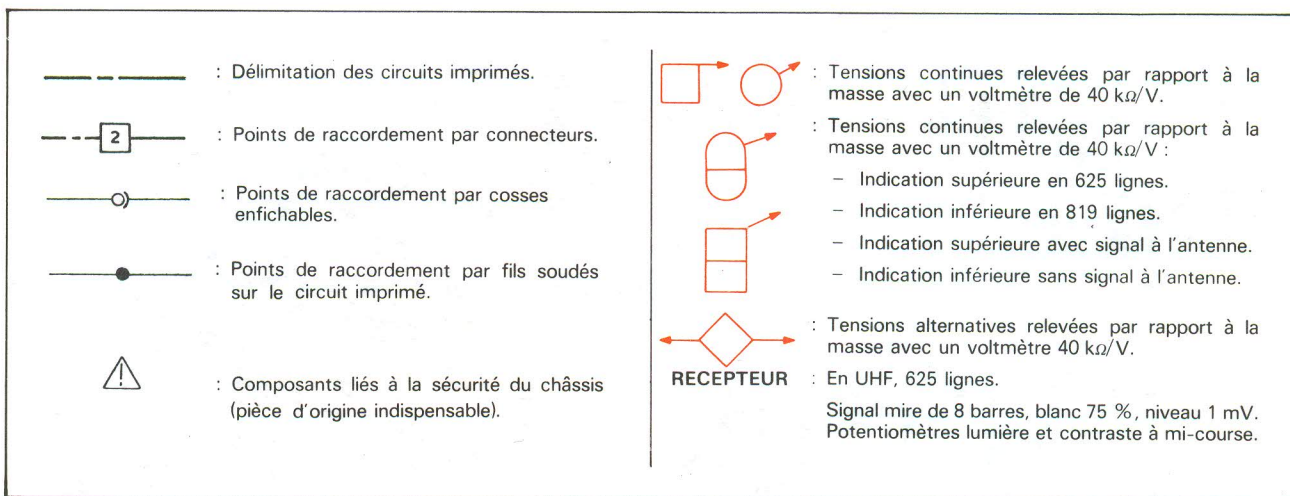 : Délimitation des circuits imprimés.
2
: Points de raccordement par connecteurs.
: Points de raccordement par cosses
enfichables.
: Points de raccordement par fils soudés
sur le circuit imprimé.
: Composants liés à la sécurité du châssis
(pièce d'origine indispensable).
: Tensions continues relevées par rapport à la
masse avec un voltmètre de 40 kΩ/V.
: Tensions continues relevées par rapport à la
masse avec un voltmètre de 40 kΩ/V :
– Indication supérieure en 625 lignes.
– Indication inférieure en 819 lignes.
– Indication supérieure avec signal à l'antenne.
– Indication inférieure sans signal à l'antenne.
: Tensions alternatives relevées par rapport à la
masse avec un voltmètre 40 kΩ/V.
RECEPTEUR : En UHF, 625 lignes.
Signal mire de 8 barres, blanc 75 %, niveau 1 mV.
Potentiomètres lumière et contraste à mi-course.